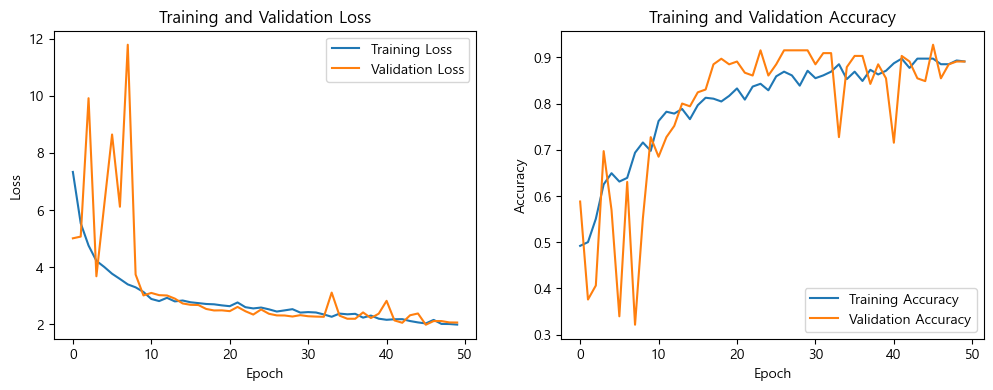 Training and Validation Loss
12
10
8
6
4
2
Loss
0
10
20
30
40
50
Epoch
Training Loss
Validation Loss
Training and Validation Accuracy
0.9
0.8
0.7
0.6
0.5
0.4
0.3
Accuracy
0
10
20
30
40
50
Epoch
Training Accuracy
Validation Accuracy